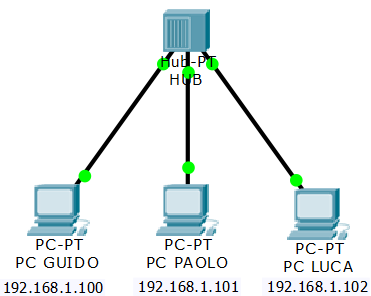 Hub-PT
HUB
PC-PT
PC GUIDO
192.168.1.100
PC-PT
PC PAOLO
192.168.1.101
PC-PT
PC LUCA
192.168.1.102